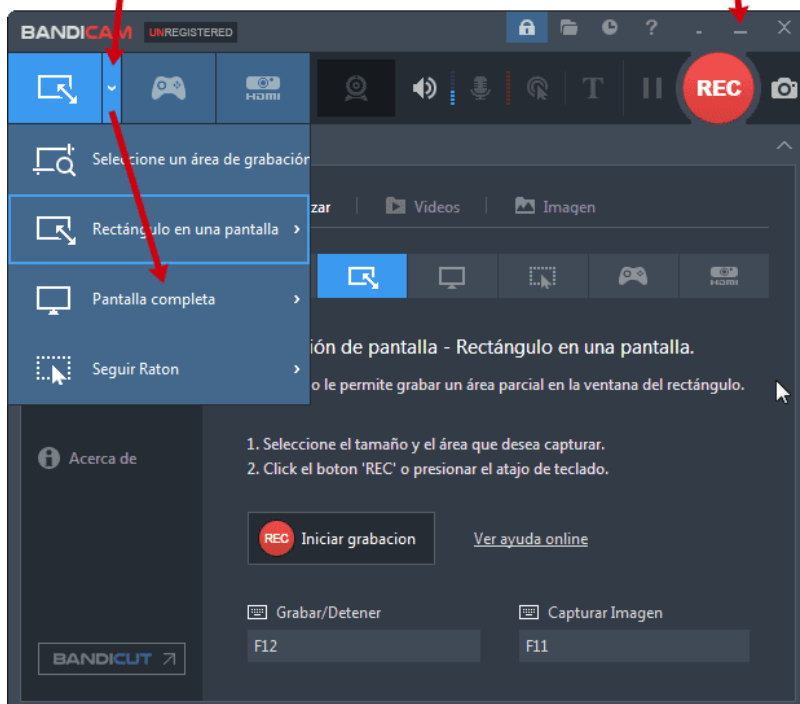 BANDICAM UNREGISTERED
?
HDMI
T
REC
Seleccione un área de grabación
Rectángulo en una pantalla
Pantalla completa
Seguir Raton
zar
Videos
Imagen
HDMI
ión de pantalla - Rectángulo en una pantalla.
o le permite grabar un área parcial en la ventana del rectángulo.
1. Seleccione el tamaño y el área que desea capturar.
2. Click el boton 'REC' o presionar el atajo de teclado.
Acerca de
REC Iniciar grabacion
Ver ayuda online
Grabar/Detener
Capturar Imagen
F12
F11
BANDICUT